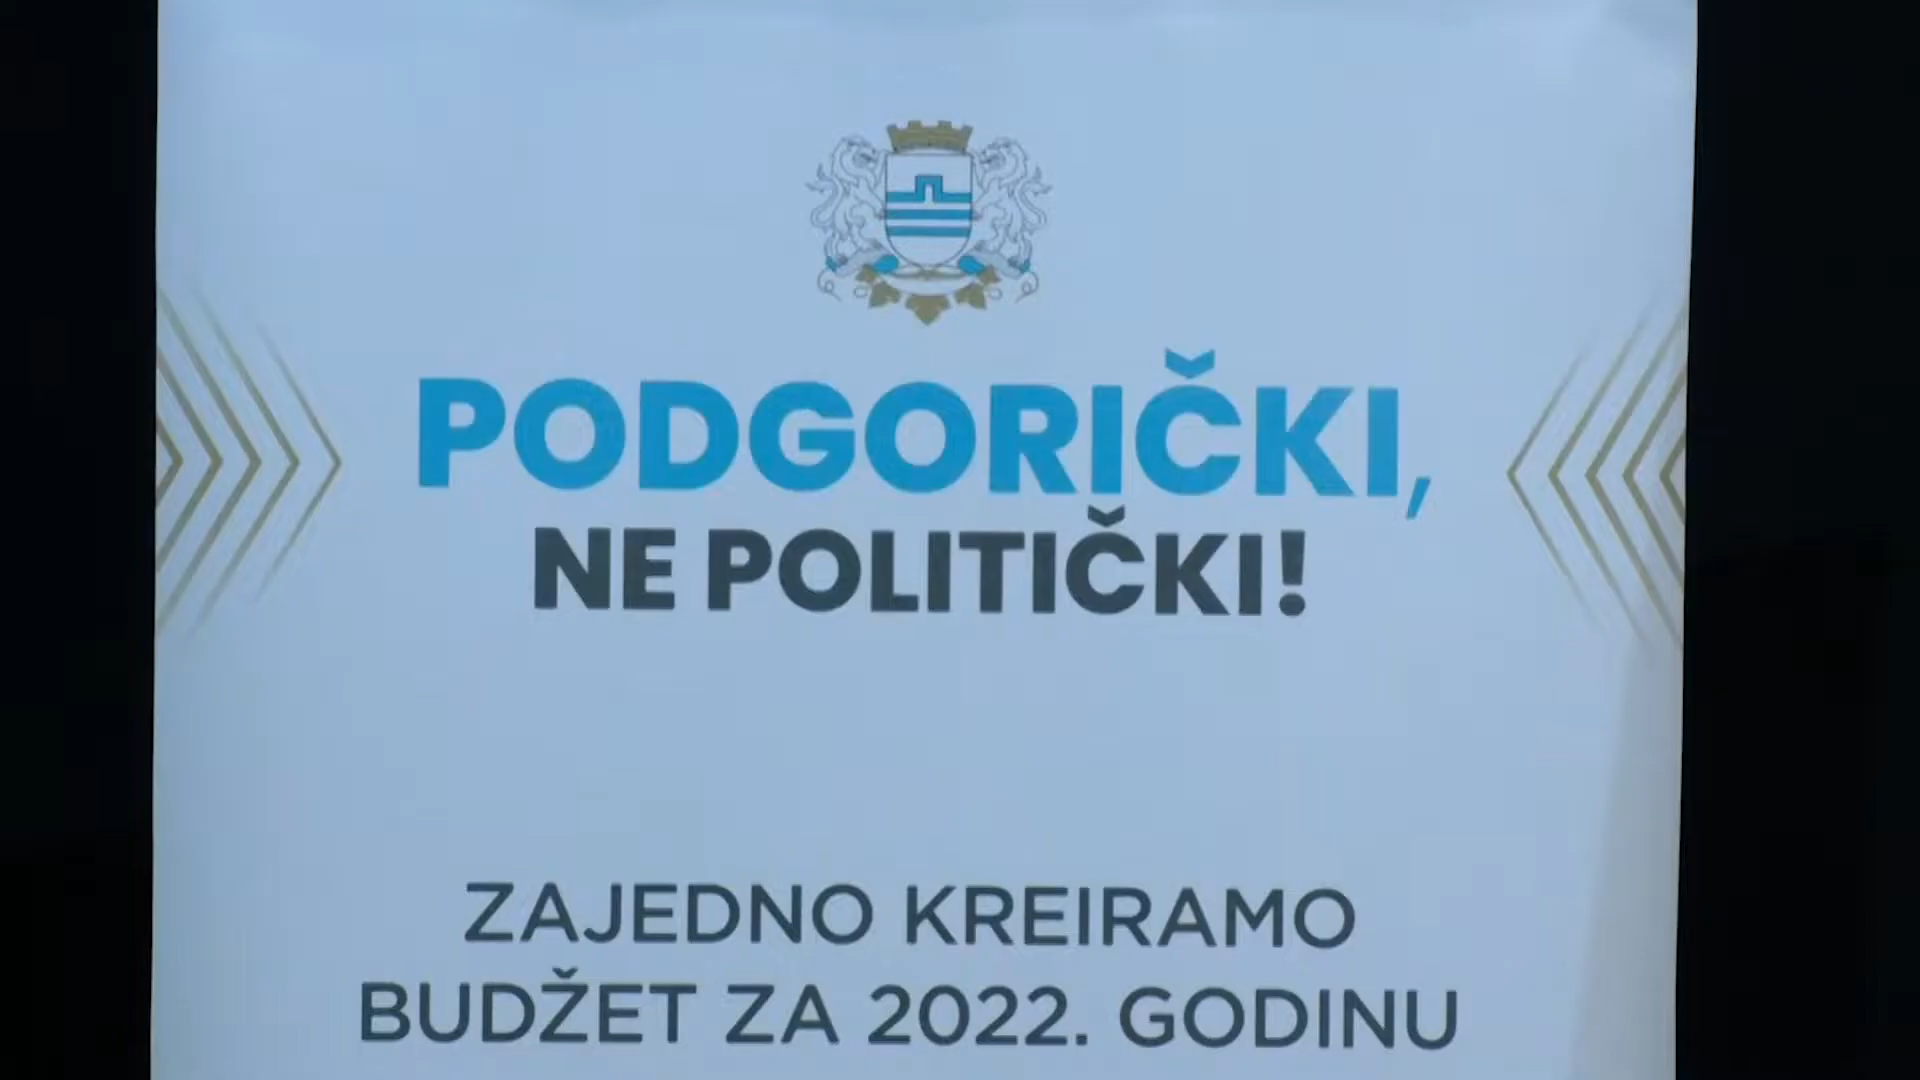 PODGORIČKI,
NE POLITIČKI!
ZAJEDNO KREIRAMO
BUDŽET ZA 2022. GODINU